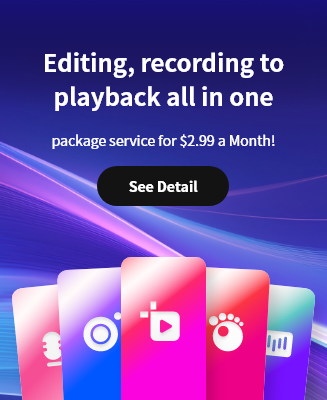 Editing, recording to
playback all in one
package service for $2.99 a Month!
See Detail